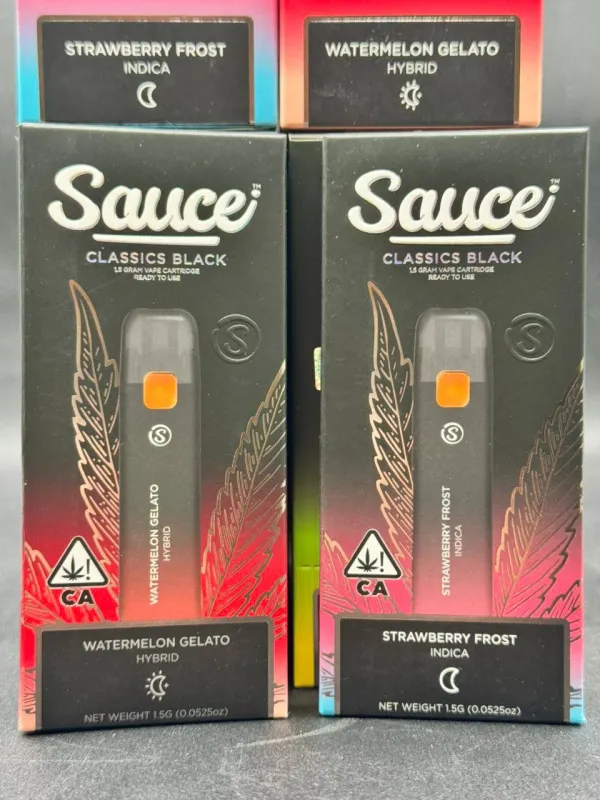 STRAWBERRY FROST
INDICA
WATERMELON GELATO
HYBRID
Sauce™
CLASSICS BLACK
1.5 GRAM VAPE CARTRIDGE
READY TO USE
S
S
WATERMELON GELATO
HYBRID
!
CA
WATERMELON GELATO
HYBRID
NET WEIGHT 1.5G (0.0525oz)
Sauce™
CLASSICS BLACK
1.5 GRAM VAPE CARTRIDGE
READY TO USE
S
S
STRAWBERRY FROST
INDICA
!
CA
STRAWBERRY FROST
INDICA
NET WEIGHT 1.5G (0.0525oz)